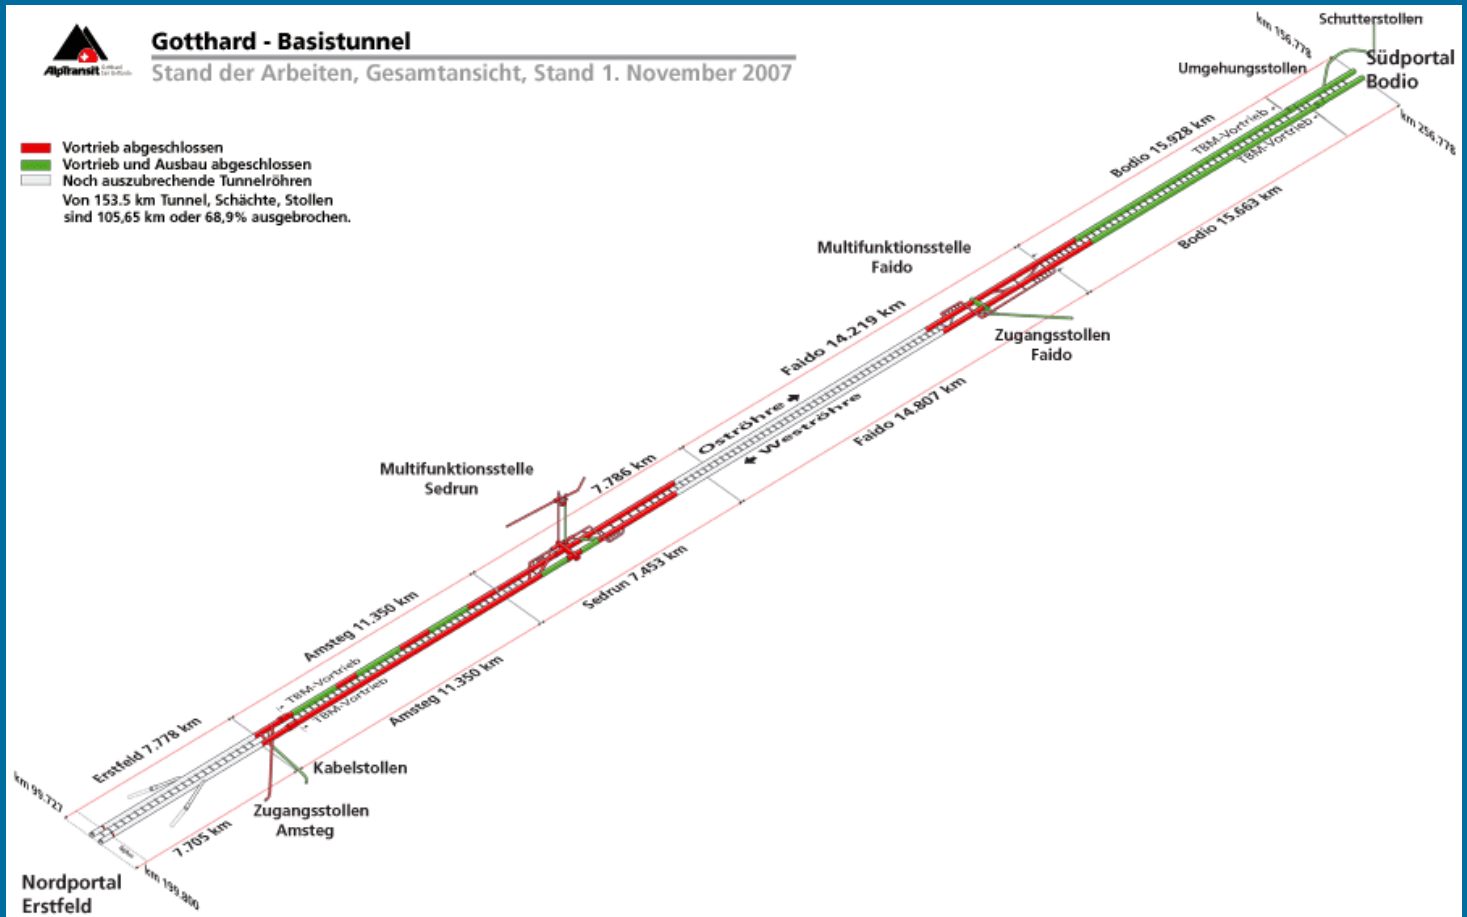 Gotthard - Basistunnel
Stand der Arbeiten, Gesamtansicht, Stand 1. November 2007
AlpTransit
Vortrieb abgeschlossen
Vortrieb und Ausbau abgeschlossen
Noch auszubrechende Tunnelröhren
Von 153.5 km Tunnel, Schächte, Stollen
sind 105,65 km oder 68,9% ausgebrochen.
Schutterstollen
km 156.778
Südportal
Bodio
Umgehungsstollen
km 256.778
TBM-Vortrieb
TBM-Vortrieb
Bodio 15.928 km
Bodio 15.663 km
Multifunktionsstelle
Faido
Zugangsstollen
Faido
Faido 14.219 km
Faido 14.807 km
Oströhre
Weströhre
Multifunktionsstelle
Sedrun
7.786 km
Sedrun 7.453 km
Amsteg 11.350 km
Amsteg 11.350 km
TBM-Vortrieb
TBM-Vortrieb
Erstfeld 7.778 km
Kabelstollen
Zugangsstollen
Amsteg
km 99.727
7.705 km
km 199.800
Nordportal
Erstfeld